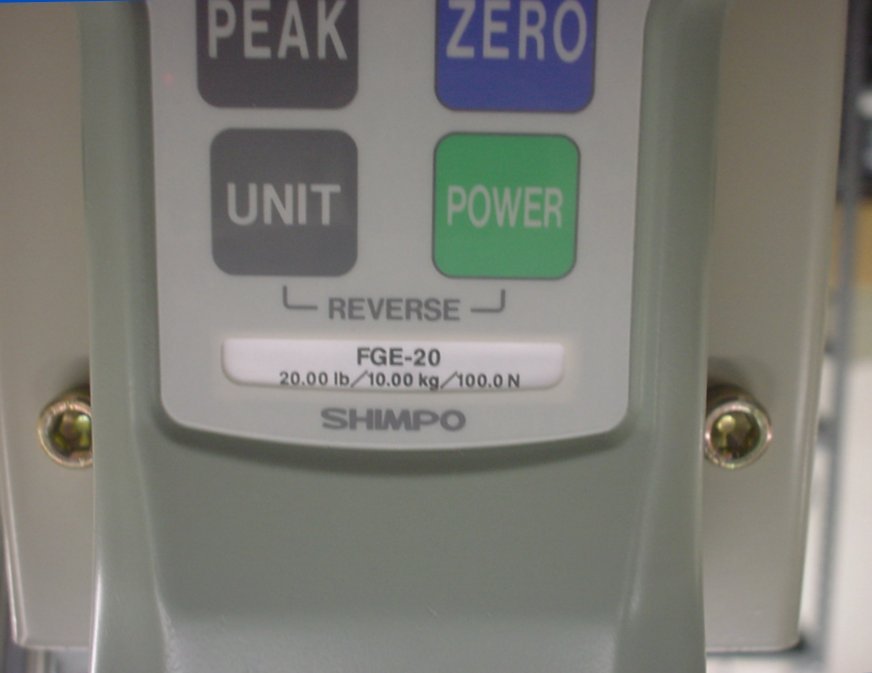 PEAK ZERO
UNIT POWER
REVERSE
FGE-20
20.00 lb/10.00 kg/100.0 N
SHIMPO